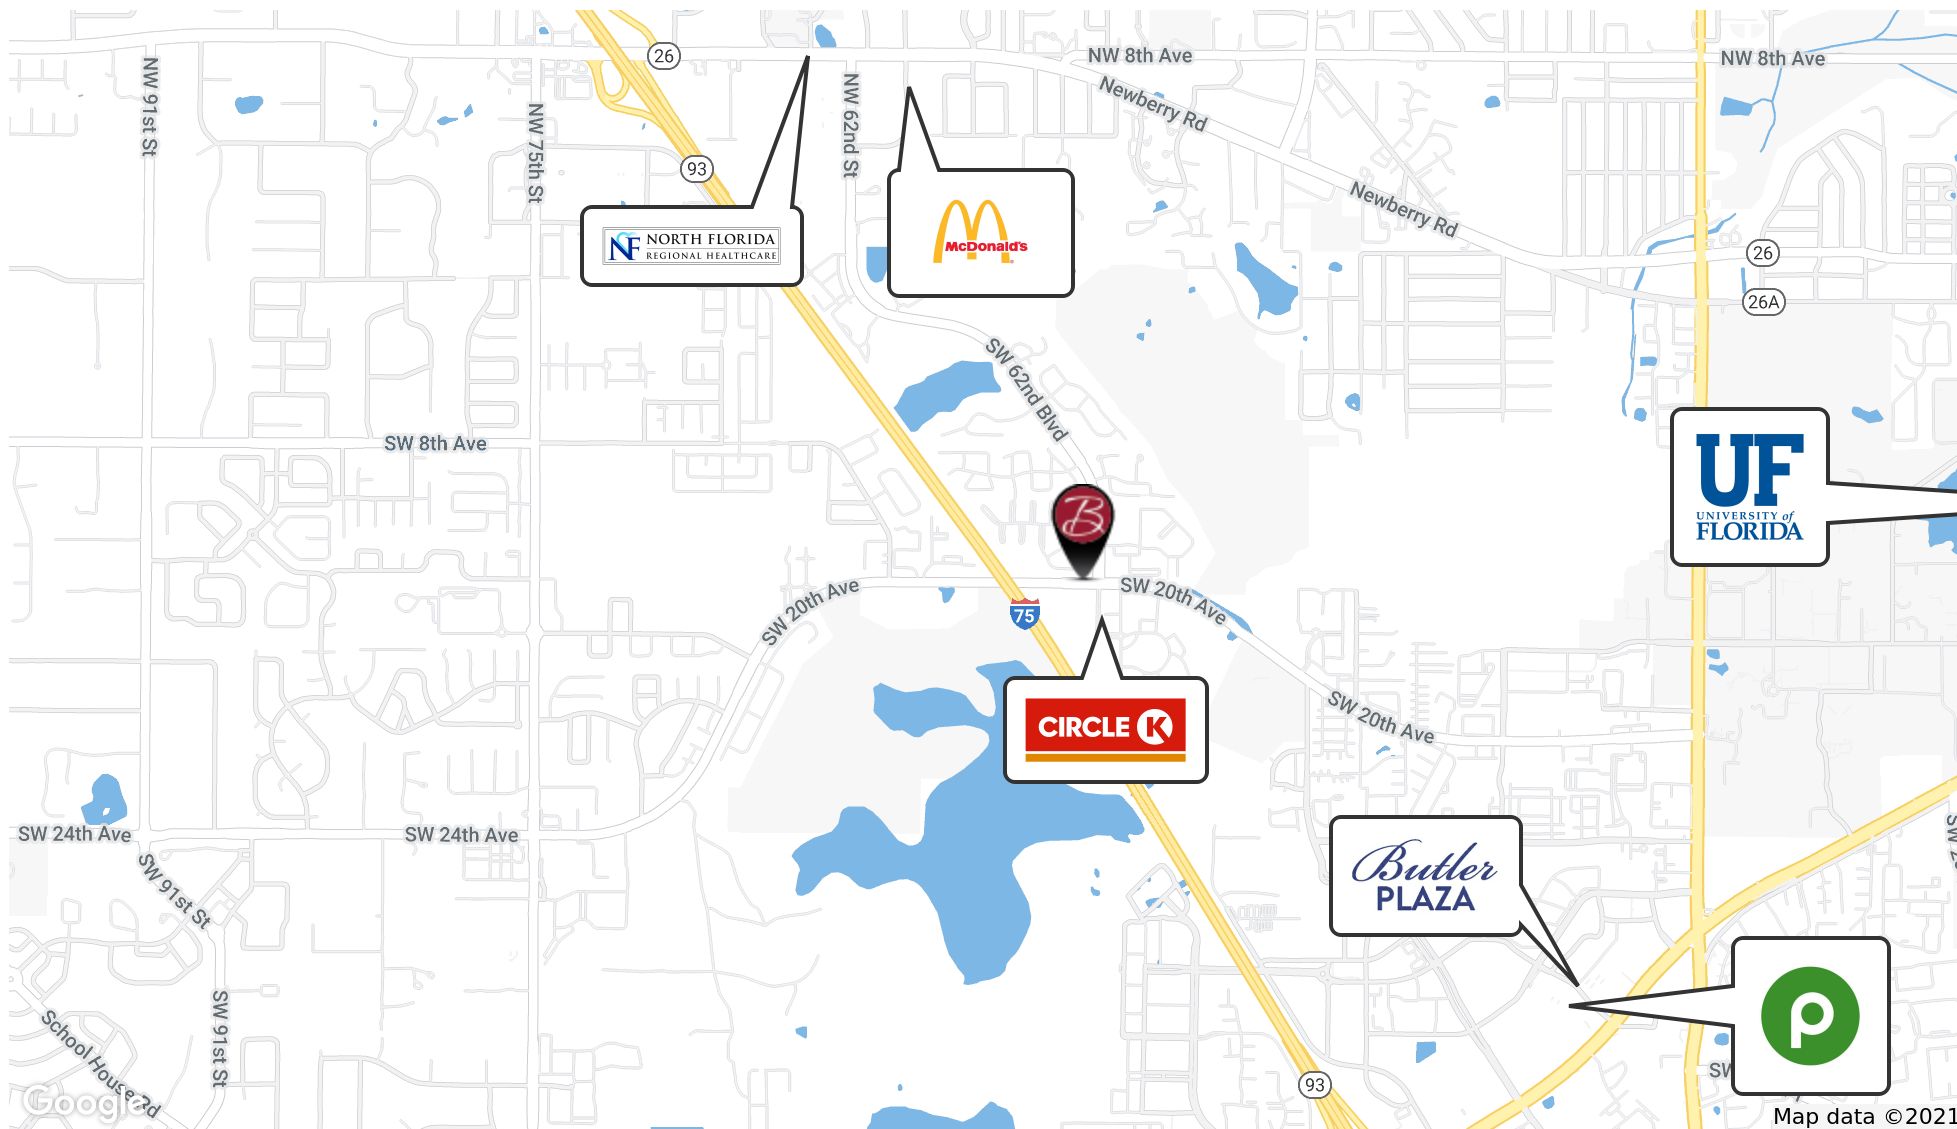 26
NW 8th Ave
NW 8th Ave
NW 91st St
NW 75th St
NW 62nd St
Newberry Rd
93
Newberry Rd
NF NORTH FLORIDA
REGIONAL HEALTHCARE
McDonald's
26
26A
SW 62nd Blvd
SW 8th Ave
UF
UNIVERSITY of
FLORIDA
B
SW 20th Ave
SW 20th Ave
75
CIRCLE K
SW 20th Ave
SW 24th Ave
SW 24th Ave
SW 91st St
Butler
PLAZA
P
SW 91st St
School House Rd
93
SW
Google
Map data ©2021